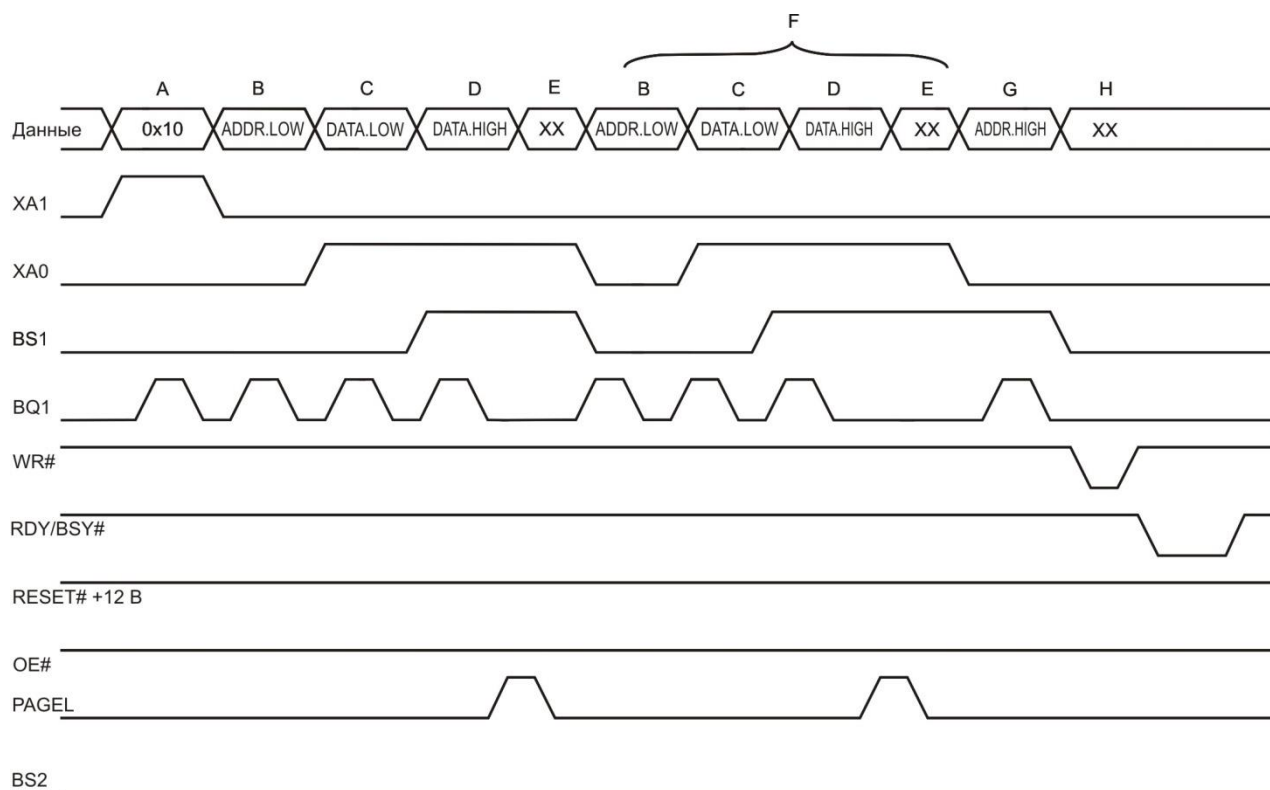 F
A B C D E B C D E G H
Данные 0x10 ADDR.LOW DATA.LOW DATA.HIGH XX ADDR.LOW DATA.LOW DATA.HIGH XX ADDR.HIGH XX
XA1
XA0
BS1
BQ1
WR#
RDY/BSY#
RESET# +12 В
OE#
PAGEL
BS2